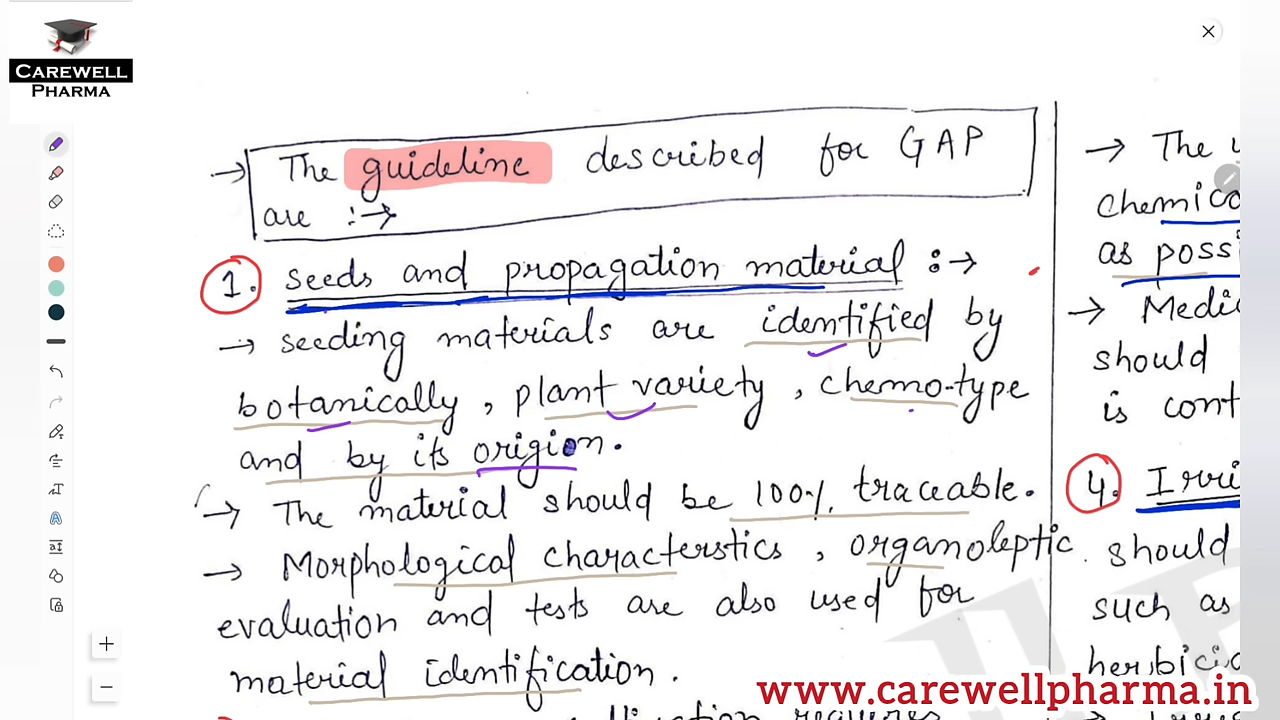 CAREWELL
PHARMA
→ The guideline described for GAP
are :→
1. seeds and propagation material :→
→ seeding materials are identified by
botanically, plant variety, chemo-type
and by its origion.
→ The material should be 100% traceable.
→ Morphological characterstics, organoleptic
evaluation and tests are also used for
material identification.
requires
→ The
chemic
as poss
→ Medi
should
is cont
4. Irri
should
such as
herbici
www.carewellpharma.in